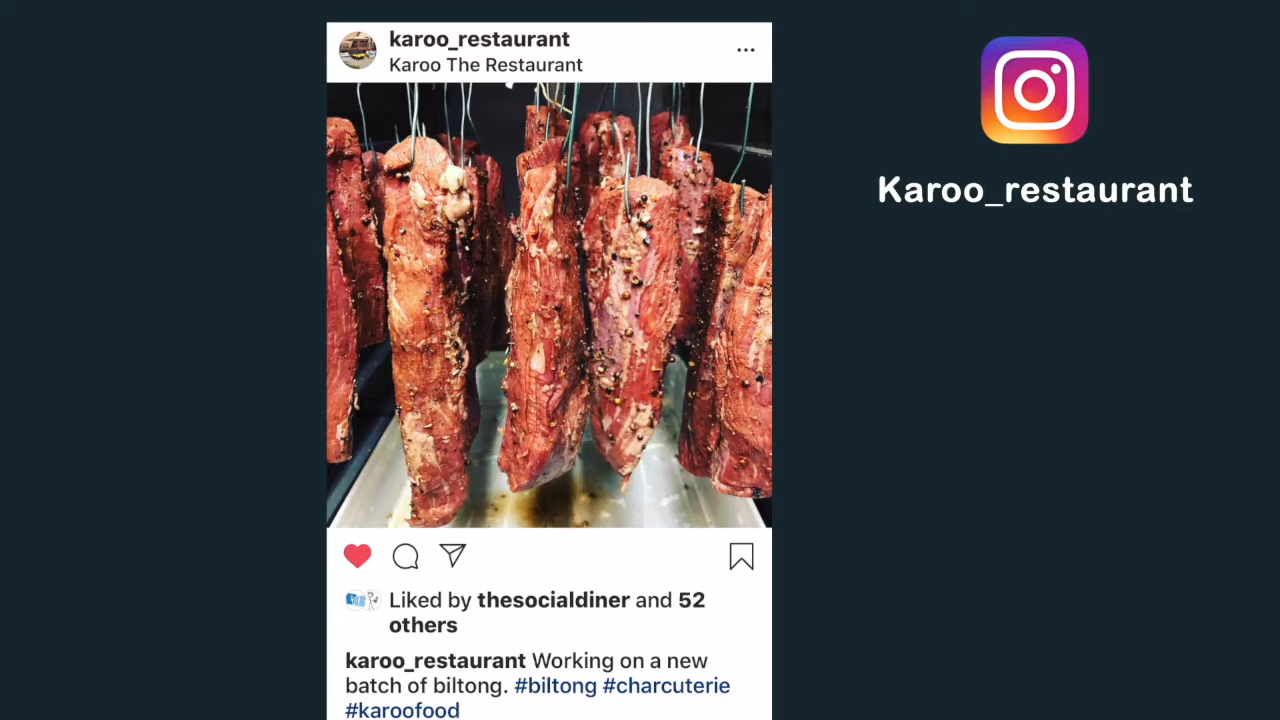 karoo_restaurant
Karoo The Restaurant
Karoo_restaurant
Liked by thesocialdiner and 52
others
karoo_restaurant Working on a new
batch of biltong. #biltong #charcuterie
#karoofood